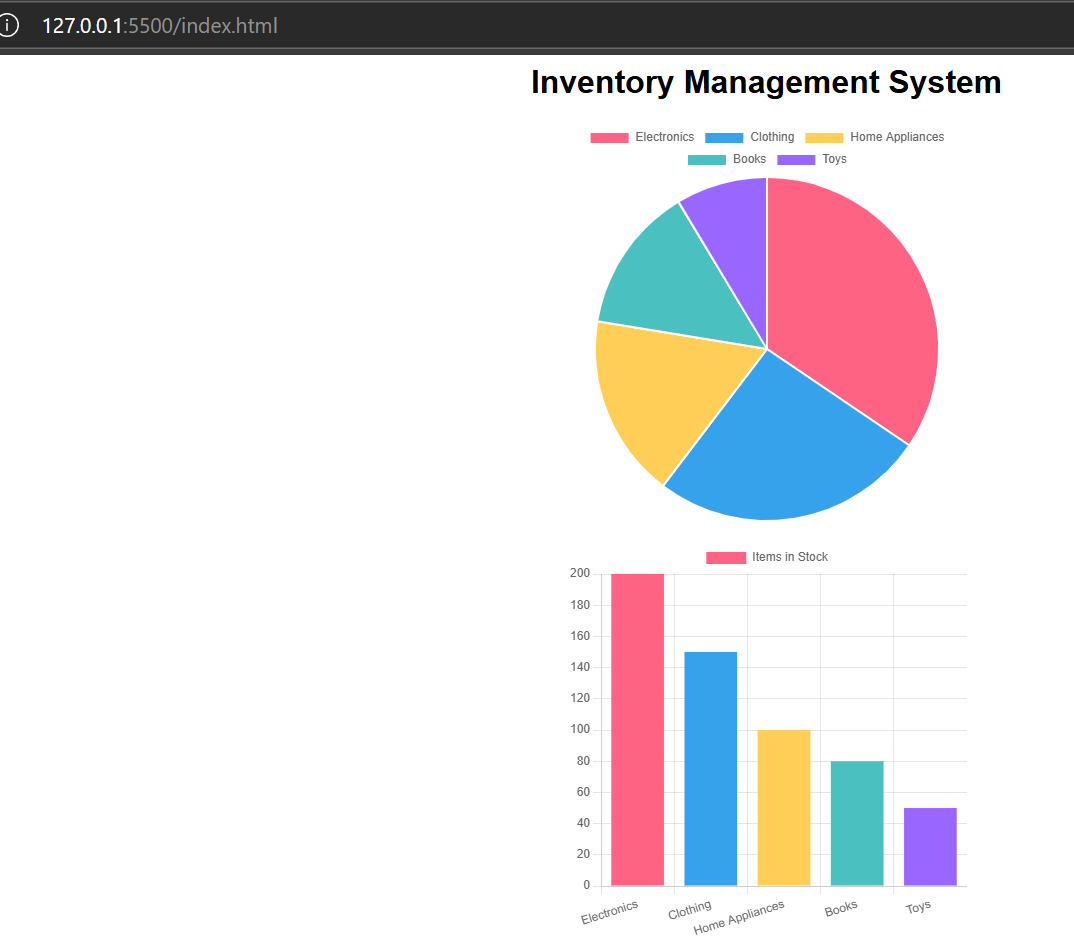 127.0.0.1:5500/index.html
Inventory Management System
Electronics Clothing Home Appliances
Books Toys
Items in Stock
200
180
160
140
120
100
80
60
40
20
0
Electronics Clothing Home Appliances Books Toys